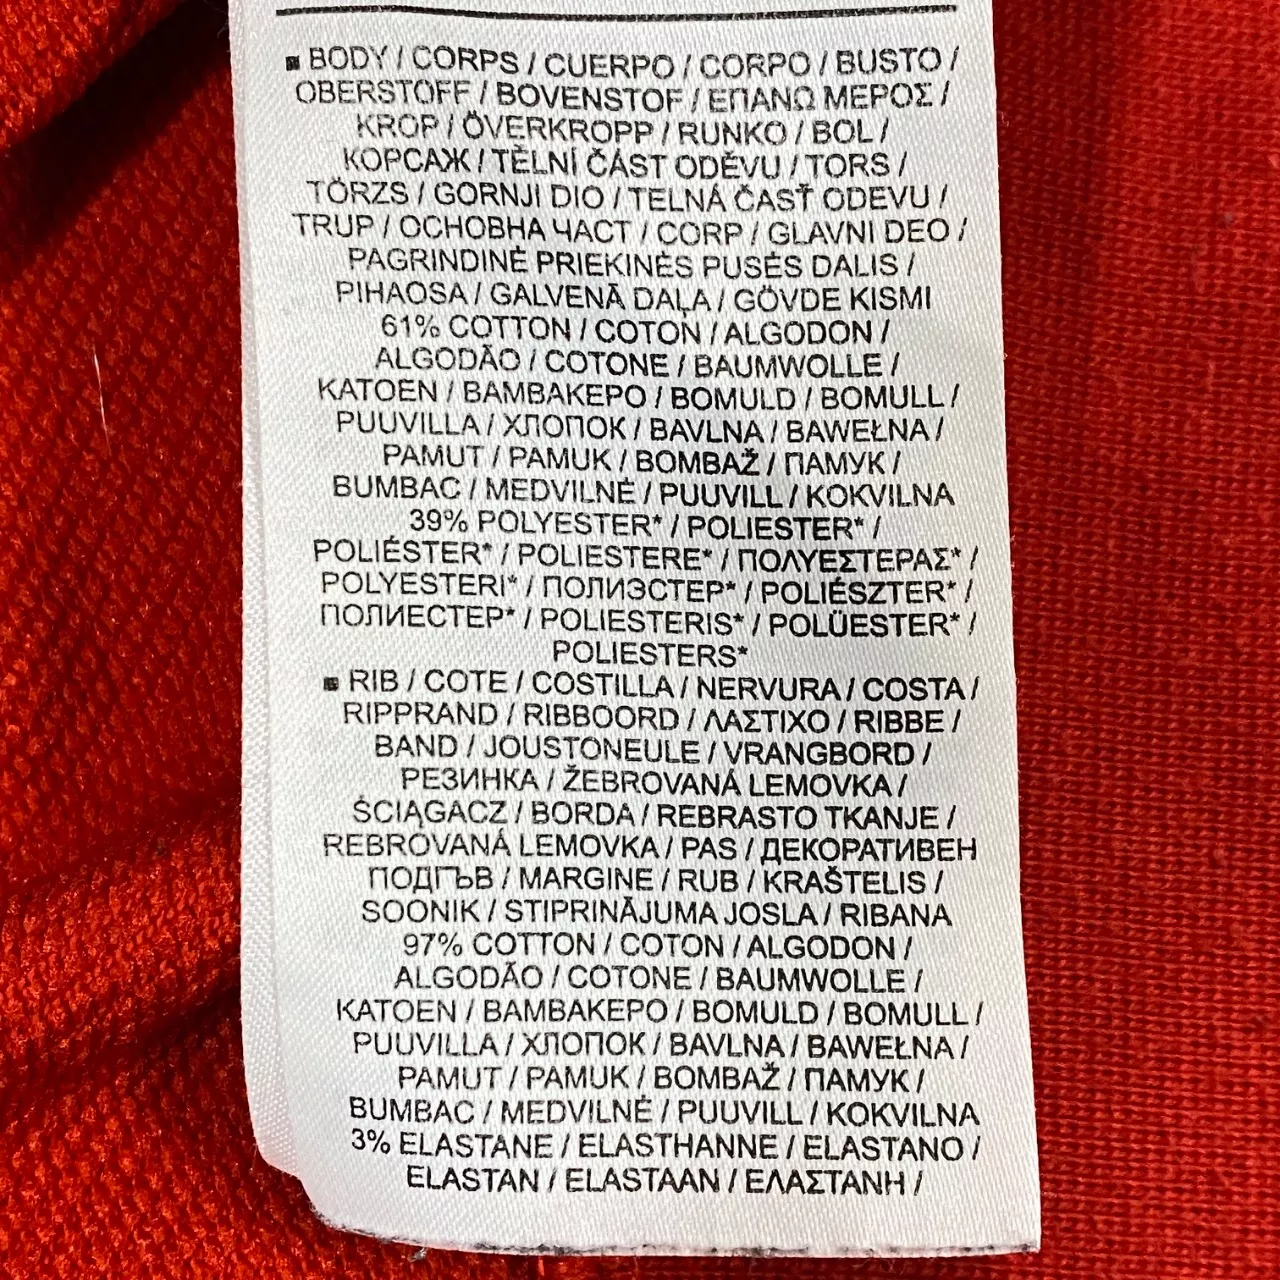 ▪ BODY / CORPS / CUERPO / CORPO / BUSTO /
OBERSTOFF / BOVENSTOF / ΕΠΑΝΩ ΜΕΡΟΣ /
KROP / ÖVERKROPP / RUNKO / BOL /
КОРСАЖ / TĚLNÍ ČÁST ODĚVU / TORS /
TÖRZS / GORNJI DIO / TELNÁ ČASŤ ODEVU /
TRUP / ОСНОВНА ЧАСТ / CORP / GLAVNI DEO /
PAGRINDINĖ PRIEKINĖS PUSĖS DALIS /
PIHAOSA / GALVENĀ DAĻA / GÖVDE KISMI
61% COTTON / COTON / ALGODON /
ALGODÃO / COTONE / BAUMWOLLE /
KATOEN / ΒΑΜΒΑΚΕΡΟ / BOMULD / BOMULL /
PUUVILLA / ХЛОПОК / BAVLNA / BAWEŁNA /
PAMUT / PAMUK / BOMBAŽ / ПАМУК /
BUMBAC / MEDVILNĖ / PUUVILL / KOKVILNA
39% POLYESTER* / POLIESTER* /
POLIÉSTER* / POLIESTERE* / ΠΟΛΥΕΣΤΕΡΑΣ* /
POLYESTERI* / ПОЛИЭСТЕР* / POLIÉSZTER* /
ПОЛИЕСТЕР* / POLIESTERIS* / POLÜESTER* /
POLIESTERS*
▪ RIB / COTE / COSTILLA / NERVURA / COSTA /
RIPPRAND / RIBBOORD / ΛΑΣΤΙΧΟ / RIBBE /
BAND / JOUSTONEULE / VRANGBORD /
РЕЗИНКА / ŽEBROVANÁ LEMOVKA /
ŚCIĄGACZ / BORDA / REBRASTO TKANJE /
REBROVANÁ LEMOVKA / PAS / ДЕКОРАТИВЕН
ПОДГЪВ / MARGINE / RUB / KRAŠTELIS /
SOONIK / STIPRINĀJUMA JOSLA / RIBANA
97% COTTON / COTON / ALGODON /
ALGODÃO / COTONE / BAUMWOLLE /
KATOEN / ΒΑΜΒΑΚΕΡΟ / BOMULD / BOMULL /
PUUVILLA / ХЛОПОК / BAVLNA / BAWEŁNA /
PAMUT / PAMUK / BOMBAŽ / ПАМУК /
BUMBAC / MEDVILNĖ / PUUVILL / KOKVILNA
3% ELASTANE / ELASTHANNE / ELASTANO /
ELASTAN / ELASTAAN / ΕΛΑΣΤΑΝΗ /